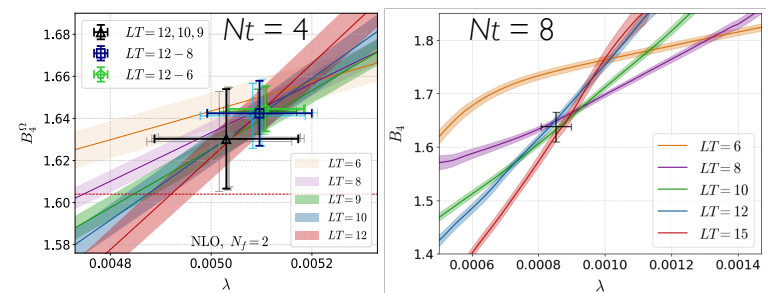 Nt = 4
LT = 12, 10, 9
LT = 12 − 8
LT = 12 − 6
1.68
1.66
1.64
1.62
1.60
1.58
B₄^Ω
LT = 6
LT = 8
LT = 9
LT = 10
LT = 12
NLO, N_f = 2
0.0048
0.0050
0.0052
λ
Nt = 8
1.8
1.7
1.6
1.5
1.4
B₄
LT = 6
LT = 8
LT = 10
LT = 12
LT = 15
0.0006
0.0008
0.0010
0.0012
0.0014
λ